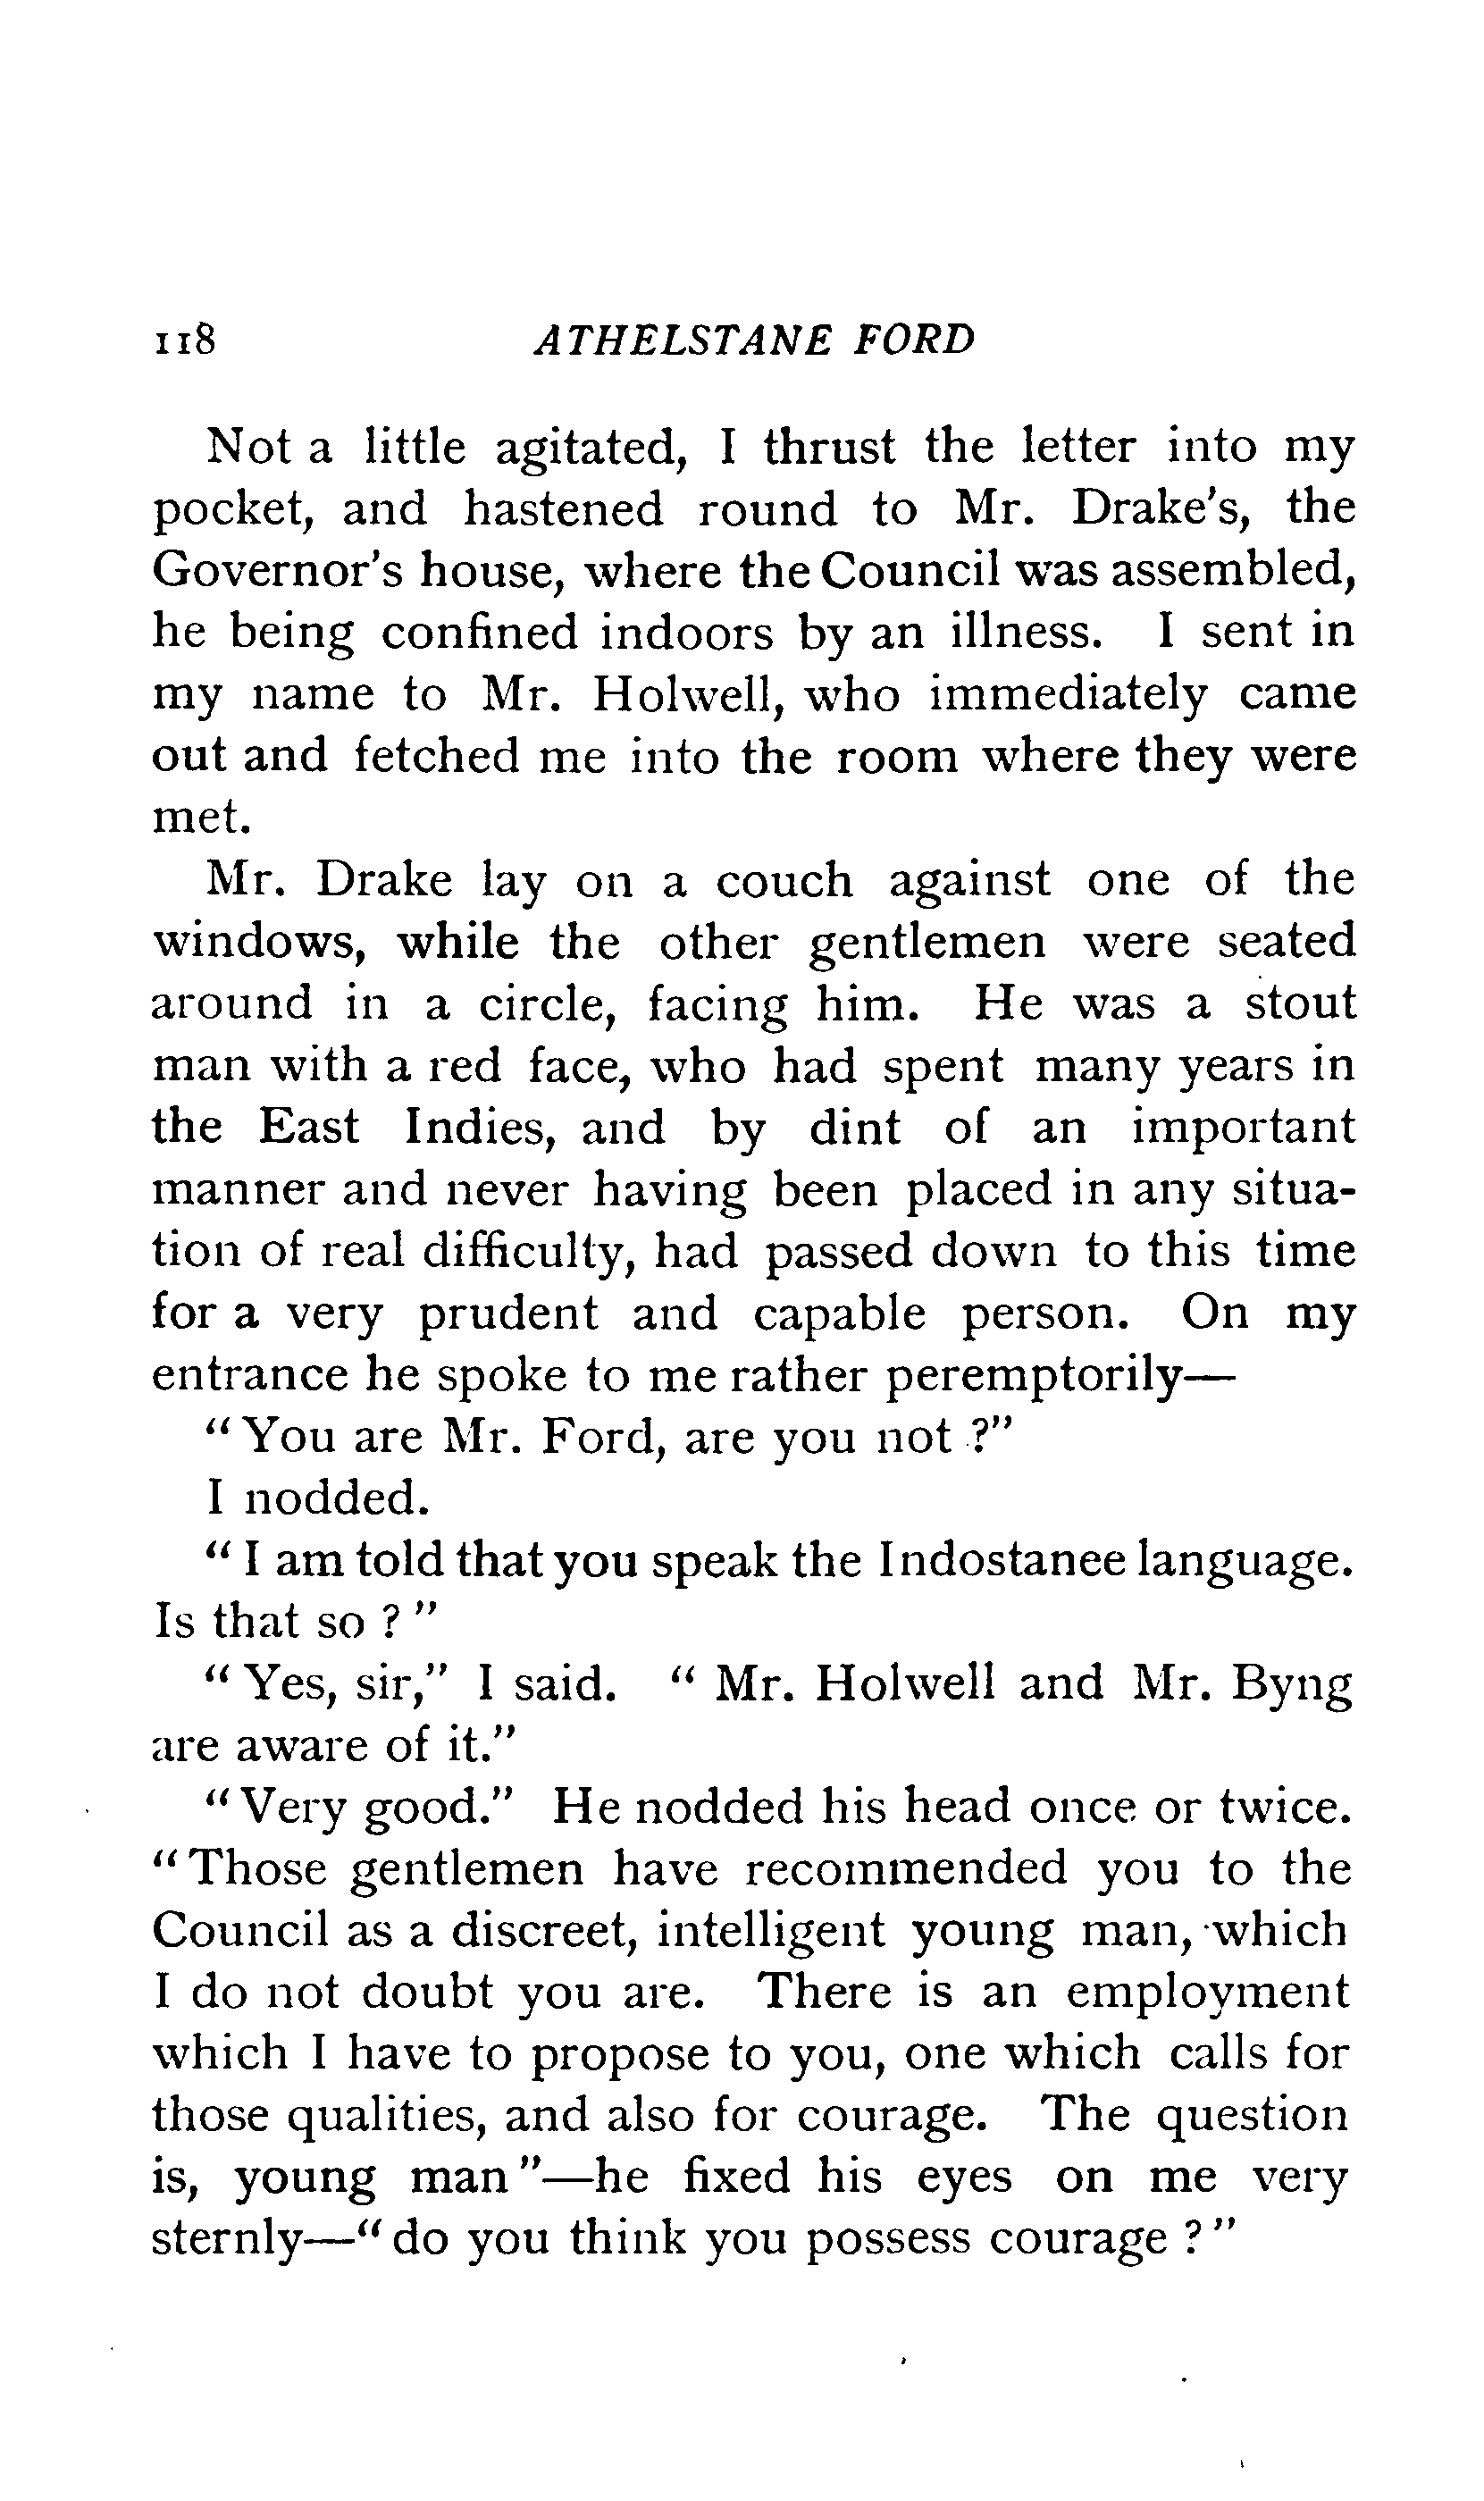 118 ATHELSTANE FORD
Not a little agitated, I thrust the letter into my
pocket, and hastened round to Mr. Drake's, the
Governor's house, where the Council was assembled,
he being confined indoors by an illness. I sent in
my name to Mr. Holwell, who immediately came
out and fetched me into the room where they were
met.
Mr. Drake lay on a couch against one of the
windows, while the other gentlemen were seated
around in a circle, facing him. He was a stout
man with a red face, who had spent many years in
the East Indies, and by dint of an important
manner and never having been placed in any situa-
tion of real difficulty, had passed down to this time
for a very prudent and capable person. On my
entrance he spoke to me rather peremptorily—
"You are Mr. Ford, are you not ?"
I nodded.
"I am told that you speak the Indostanee language.
Is that so ?"
"Yes, sir," I said. "Mr. Holwell and Mr. Byng
are aware of it."
"Very good." He nodded his head once or twice.
"Those gentlemen have recommended you to the
Council as a discreet, intelligent young man, which
I do not doubt you are. There is an employment
which I have to propose to you, one which calls for
those qualities, and also for courage. The question
is, young man"—he fixed his eyes on me very
sternly—"do you think you possess courage ?"